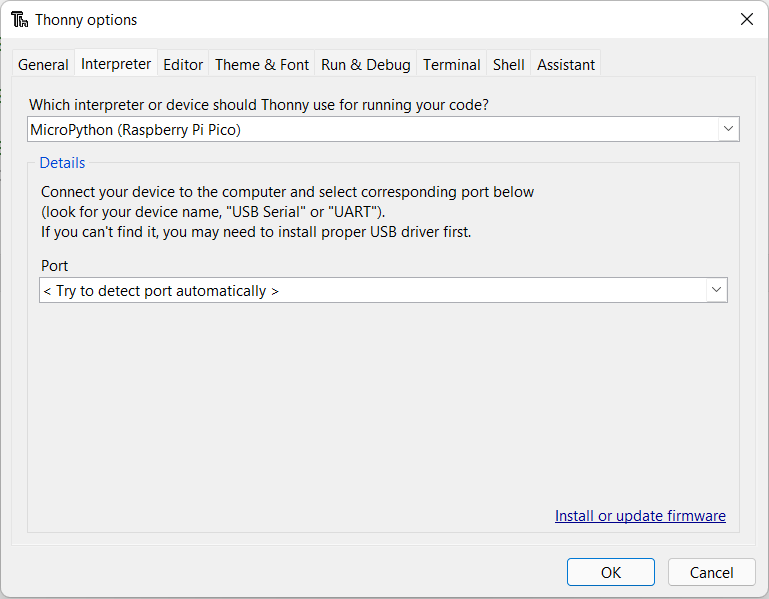 Thonny options
General Interpreter Editor Theme & Font Run & Debug Terminal Shell Assistant
Which interpreter or device should Thonny use for running your code?
MicroPython (Raspberry Pi Pico)
Details
Connect your device to the computer and select corresponding port below
(look for your device name, "USB Serial" or "UART").
If you can't find it, you may need to install proper USB driver first.
Port
< Try to detect port automatically >
Install or update firmware
OK Cancel